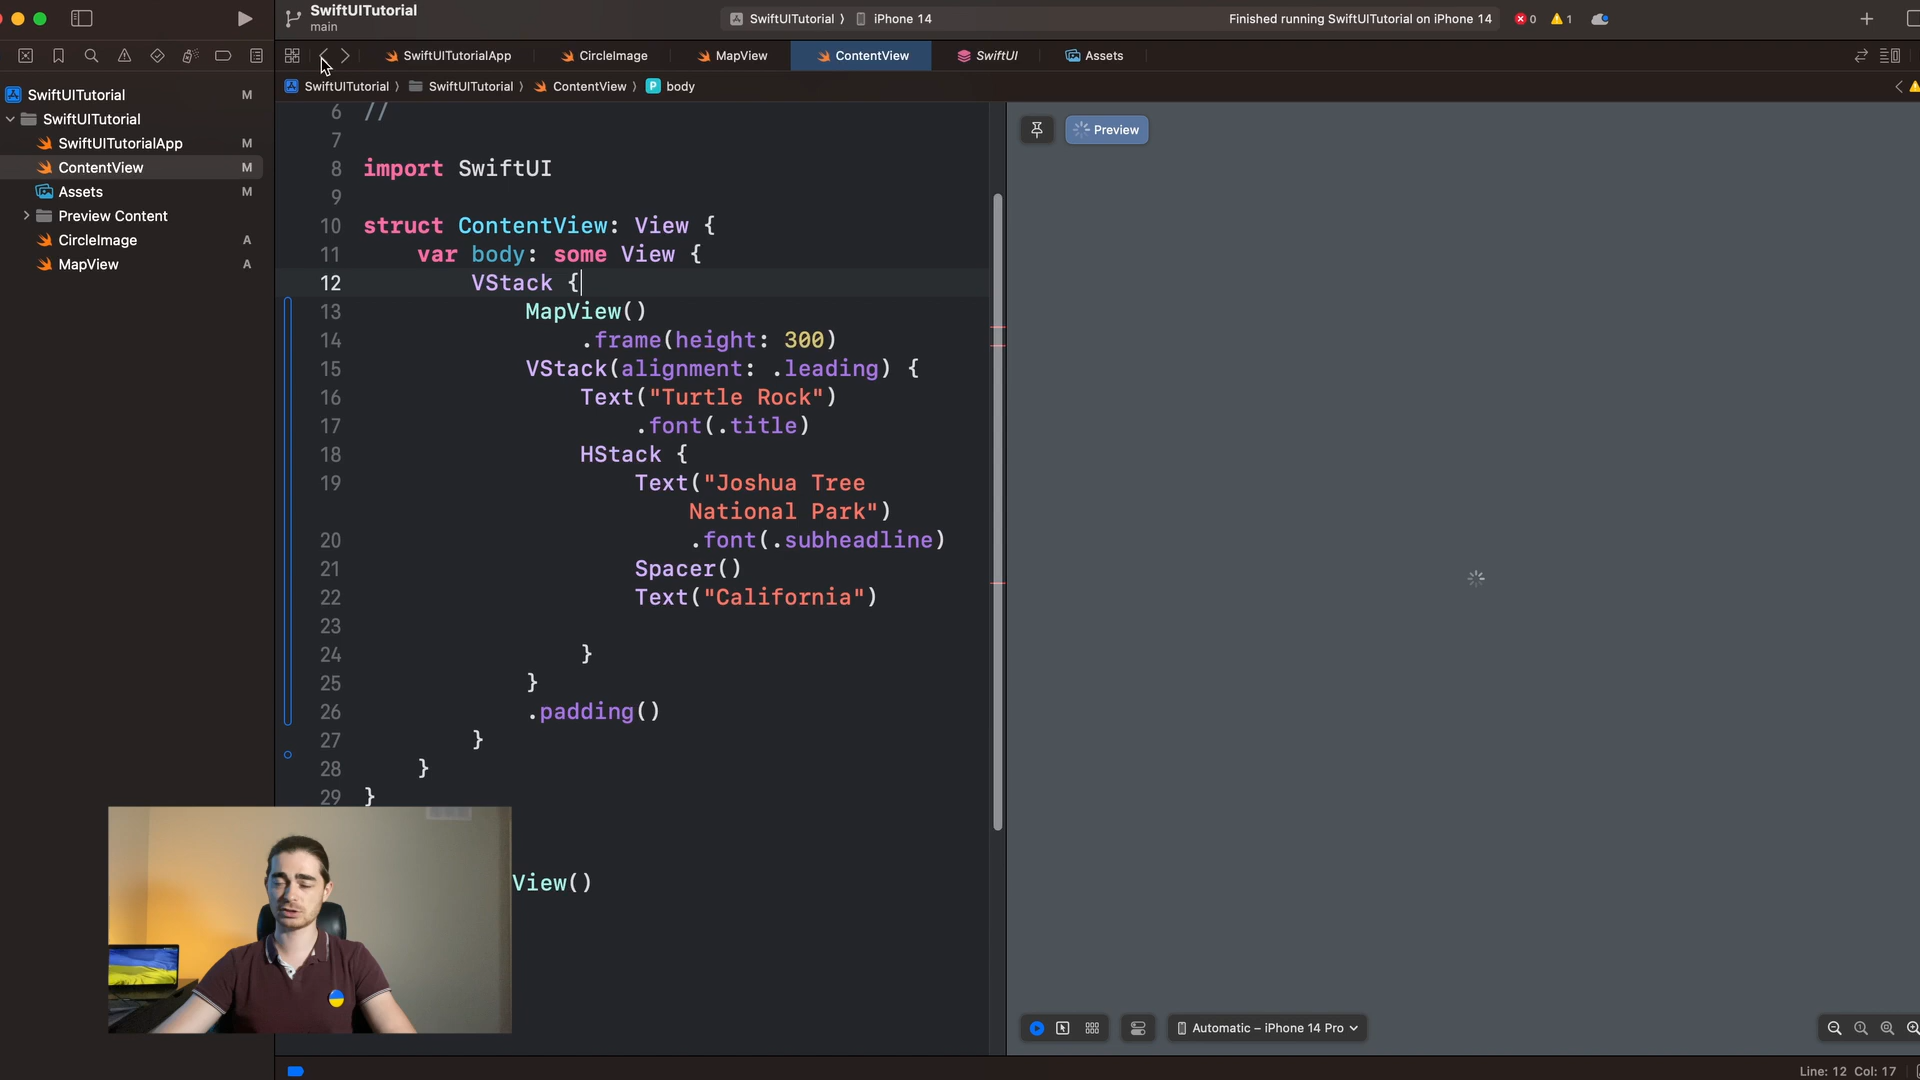 SwiftUITutorial
main
SwiftUITutorial 〉 iPhone 14
Finished running SwiftUITutorial on iPhone 14
0
1
SwiftUITutorialApp
CircleImage
MapView
ContentView
SwiftUI
Assets
SwiftUITutorial 〉 SwiftUITutorial 〉 ContentView 〉 P body
SwiftUITutorial M
SwiftUITutorial
SwiftUITutorialApp M
ContentView M
Assets M
Preview Content
CircleImage A
MapView A
6 //
7
8 import SwiftUI
9
10 struct ContentView: View {
11 var body: some View {
12 VStack {
13 MapView()
14 .frame(height: 300)
15 VStack(alignment: .leading) {
16 Text("Turtle Rock")
17 .font(.title)
18 HStack {
19 Text("Joshua Tree
National Park")
20 .font(.subheadline)
21 Spacer()
22 Text("California")
23
24 }
25 }
26 .padding()
27 }
28 }
29 }
View()
Preview
Automatic – iPhone 14 Pro
Line: 12 Col: 17